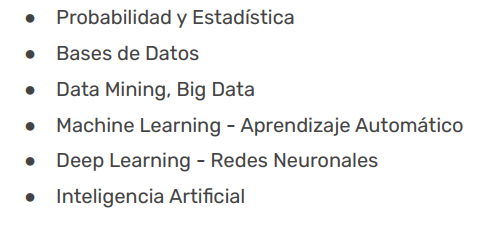 ● Probabilidad y Estadística
● Bases de Datos
● Data Mining, Big Data
● Machine Learning - Aprendizaje Automático
● Deep Learning - Redes Neuronales
● Inteligencia Artificial